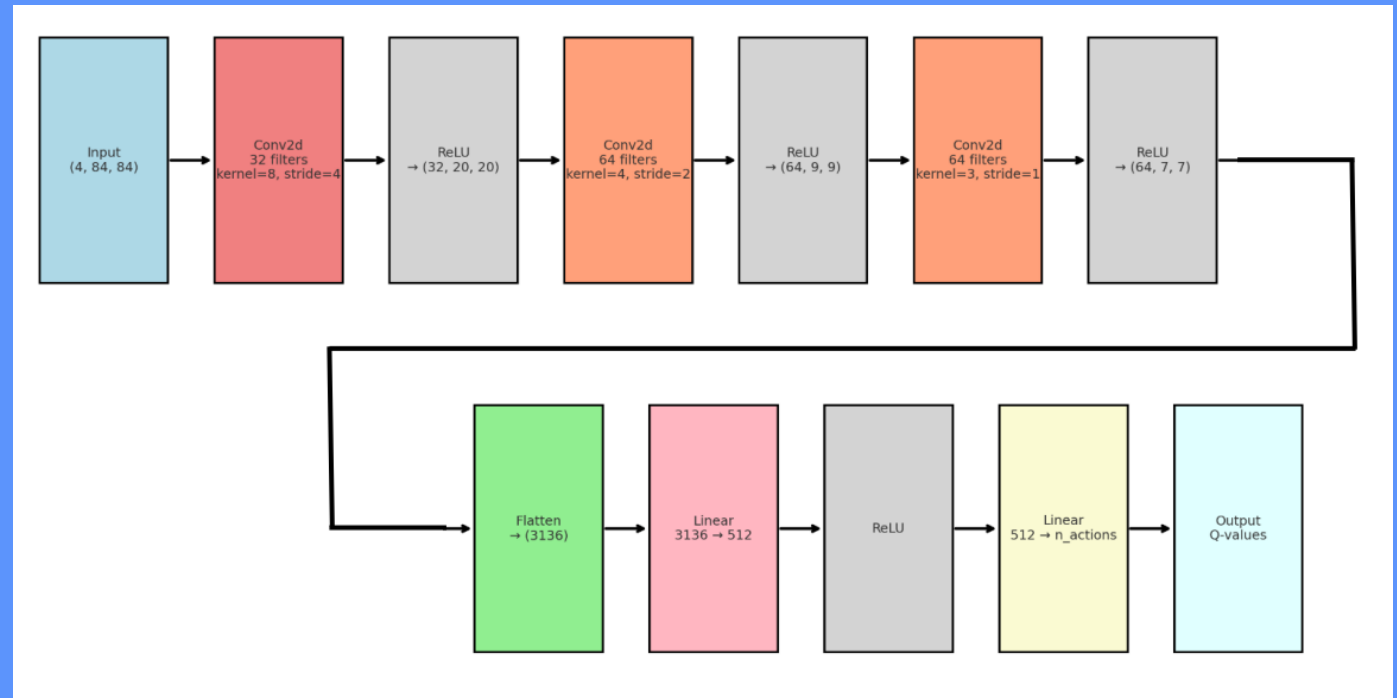 Input
(4, 84, 84)
Conv2d
32 filters
kernel=8, stride=4
ReLU
→ (32, 20, 20)
Conv2d
64 filters
kernel=4, stride=2
ReLU
→ (64, 9, 9)
Conv2d
64 filters
kernel=3, stride=1
ReLU
→ (64, 7, 7)
Flatten
→ (3136)
Linear
3136 → 512
ReLU
Linear
512 → n_actions
Output
Q-values